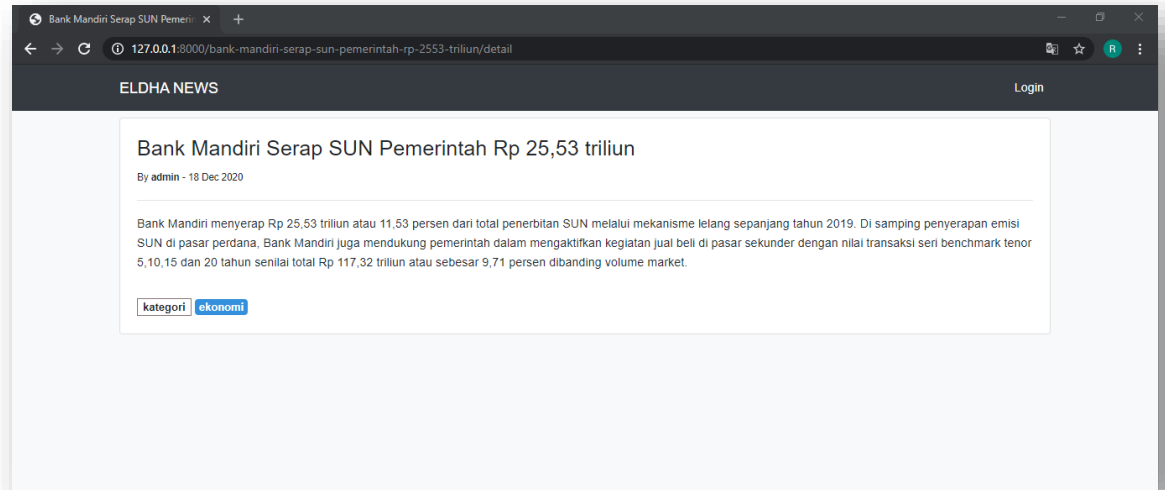 Bank Mandiri Serap SUN Pemerin
127.0.0.1:8000/bank-mandiri-serap-sun-pemerintah-rp-2553-triliun/detail
R
ELDHA NEWS
Login
Bank Mandiri Serap SUN Pemerintah Rp 25,53 triliun
By admin - 18 Dec 2020
Bank Mandiri menyerap Rp 25,53 triliun atau 11,53 persen dari total penerbitan SUN melalui mekanisme lelang sepanjang tahun 2019. Di samping penyerapan emisi
SUN di pasar perdana, Bank Mandiri juga mendukung pemerintah dalam mengaktifkan kegiatan jual beli di pasar sekunder dengan nilai transaksi seri benchmark tenor
5,10,15 dan 20 tahun senilai total Rp 117,32 triliun atau sebesar 9,71 persen dibanding volume market.
kategori ekonomi